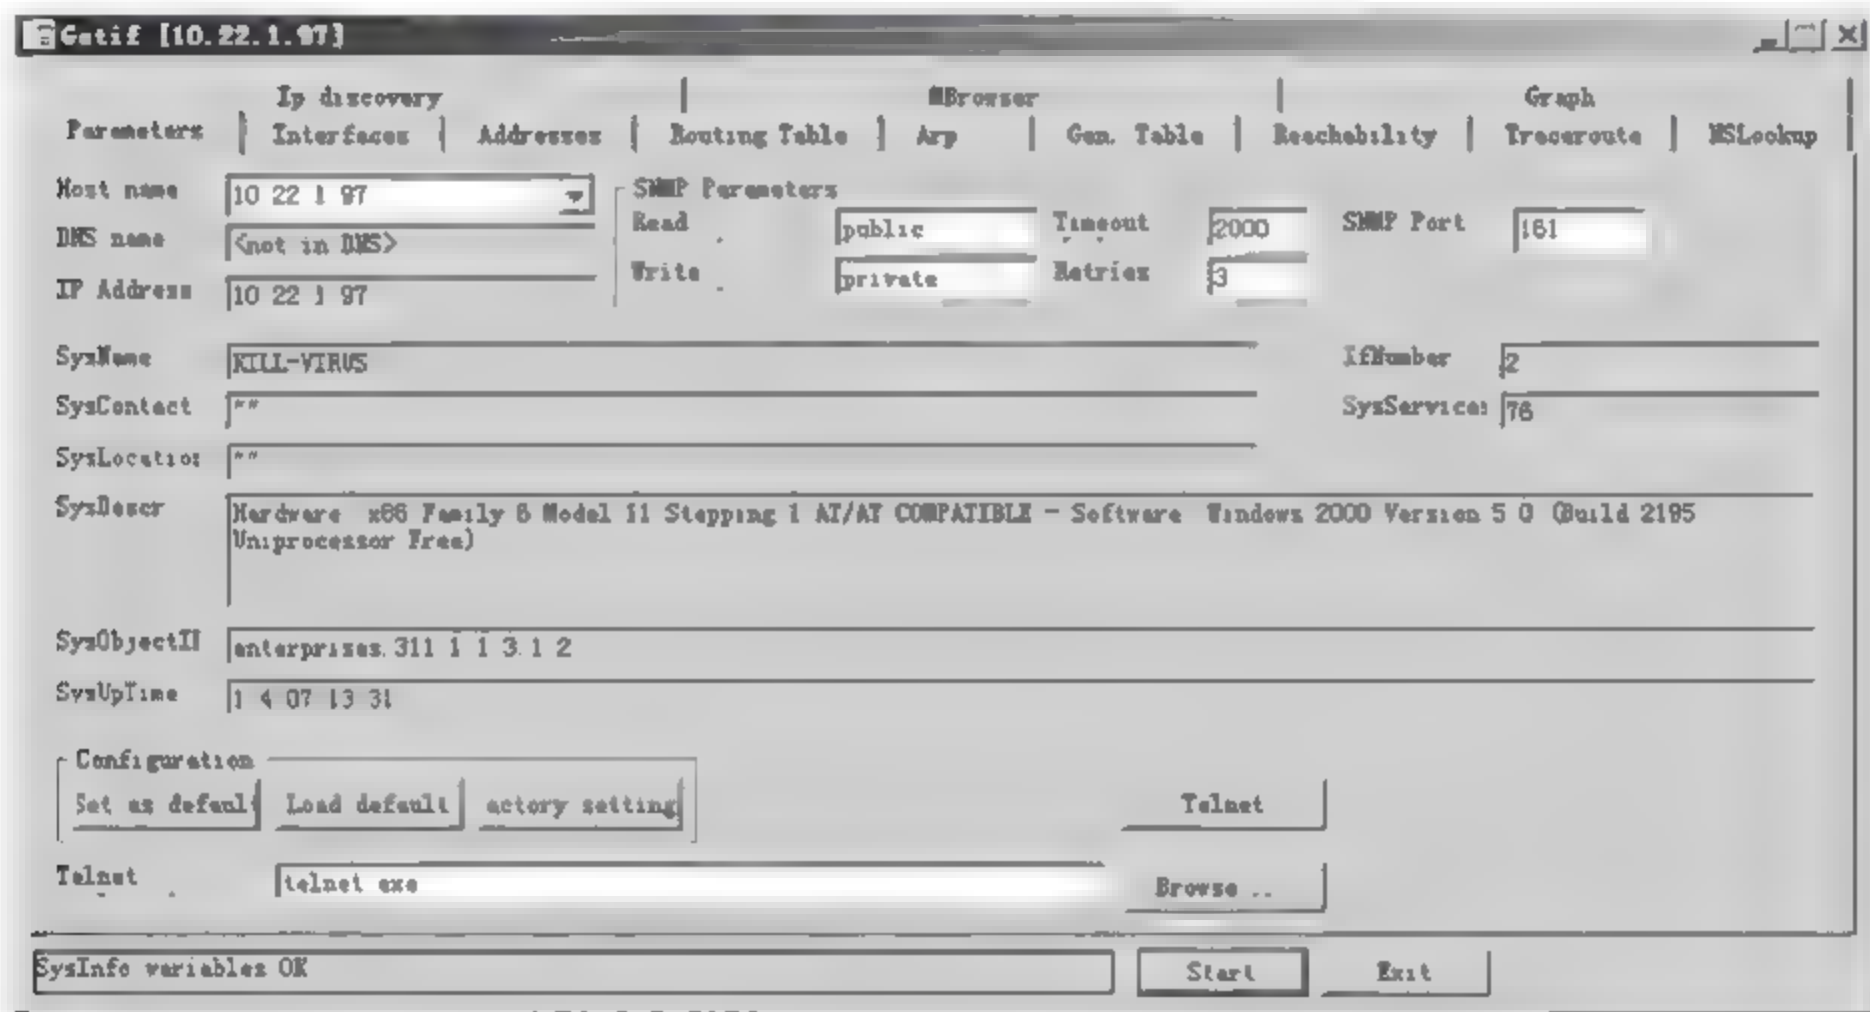 Getif [10.22.1.97]
Ip discovery MBrowser Graph
Parameters Interfaces Addresses Routing Table Arp Gen. Table Reachability Traceroute NSLookup
Host name 10 22 1 97
DNS name <not in DNS>
IP Address 10 22 1 97
SNMP Parameters
Read public Timeout 2000 SNMP Port 161
Write private Retries 3
SysName KILL-VIRUS IfNumber 2
SysContact "" SysServices 76
SysLocation ""
SysDescr Hardware x86 Family 6 Model 11 Stepping 1 AT/AT COMPATIBLE - Software Windows 2000 Version 5 0 (Build 2195
Uniprocessor Free)
SysObjectID enterprises.311 1 1 3.1 2
SysUpTime 1 4 07 13 31
Configuration
Set as default Load default actory setting Telnet
Telnet telnet exe Browse ..
SysInfo variables OK Start Exit